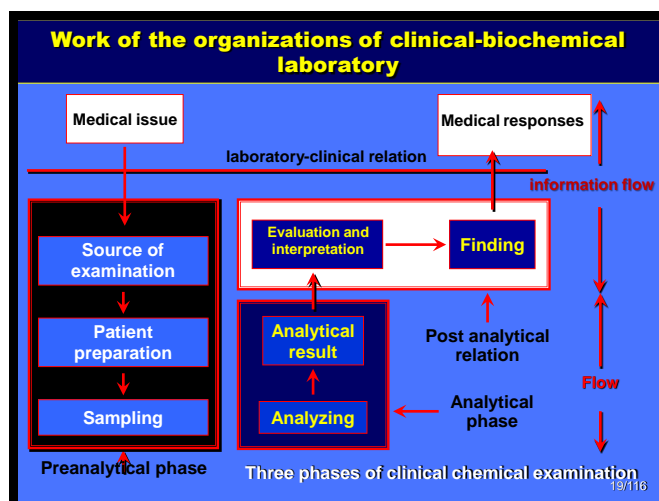 Work of the organizations of clinical-biochemical
laboratory
Medical issue
Medical responses
laboratory-clinical relation
information flow
Source of
examination
Patient
preparation
Sampling
Preanalytical phase
Evaluation and
interpretation
Finding
Analytical
result
Analyzing
Post analytical
relation
Analytical
phase
Flow
Three phases of clinical chemical examination
19/116